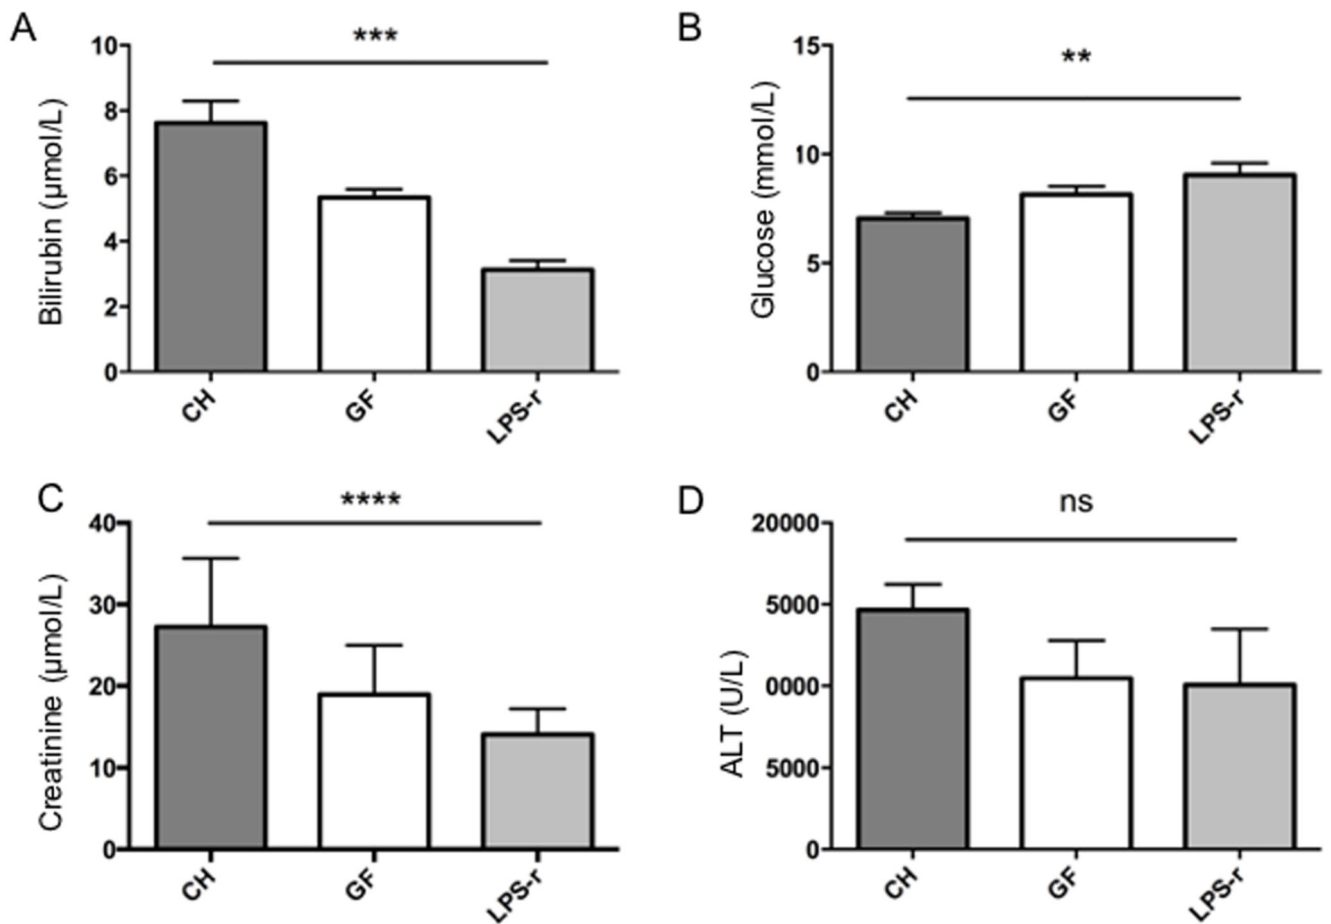 A
***
10
8
6
4
2
0
Bilirubin (µmol/L)
CH
GF
LPS-r
B
**
15
10
5
0
Glucose (mmol/L)
CH
GF
LPS-r
C
****
40
30
20
10
0
Creatinine (µmol/L)
CH
GF
LPS-r
D
ns
20000
5000
0000
5000
0
ALT (U/L)
CH
GF
LPS-r